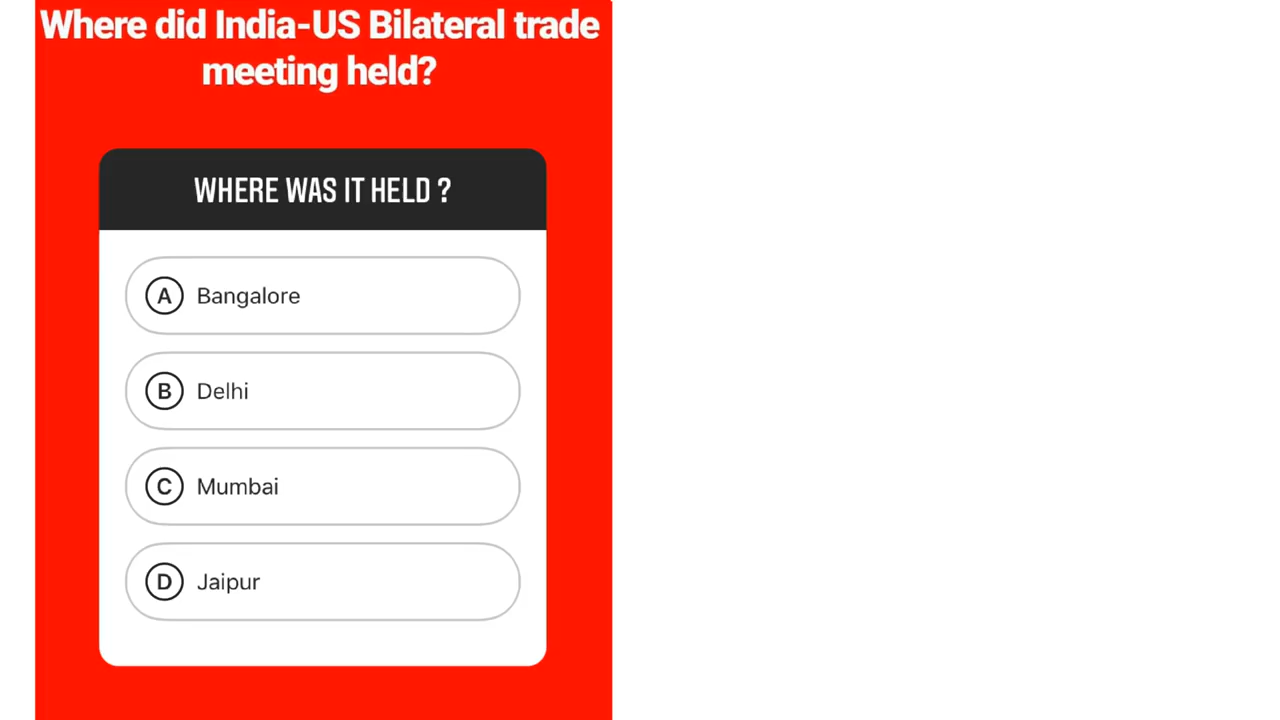 Where did India-US Bilateral trade
meeting held?
WHERE WAS IT HELD ?
A Bangalore
B Delhi
C Mumbai
D Jaipur